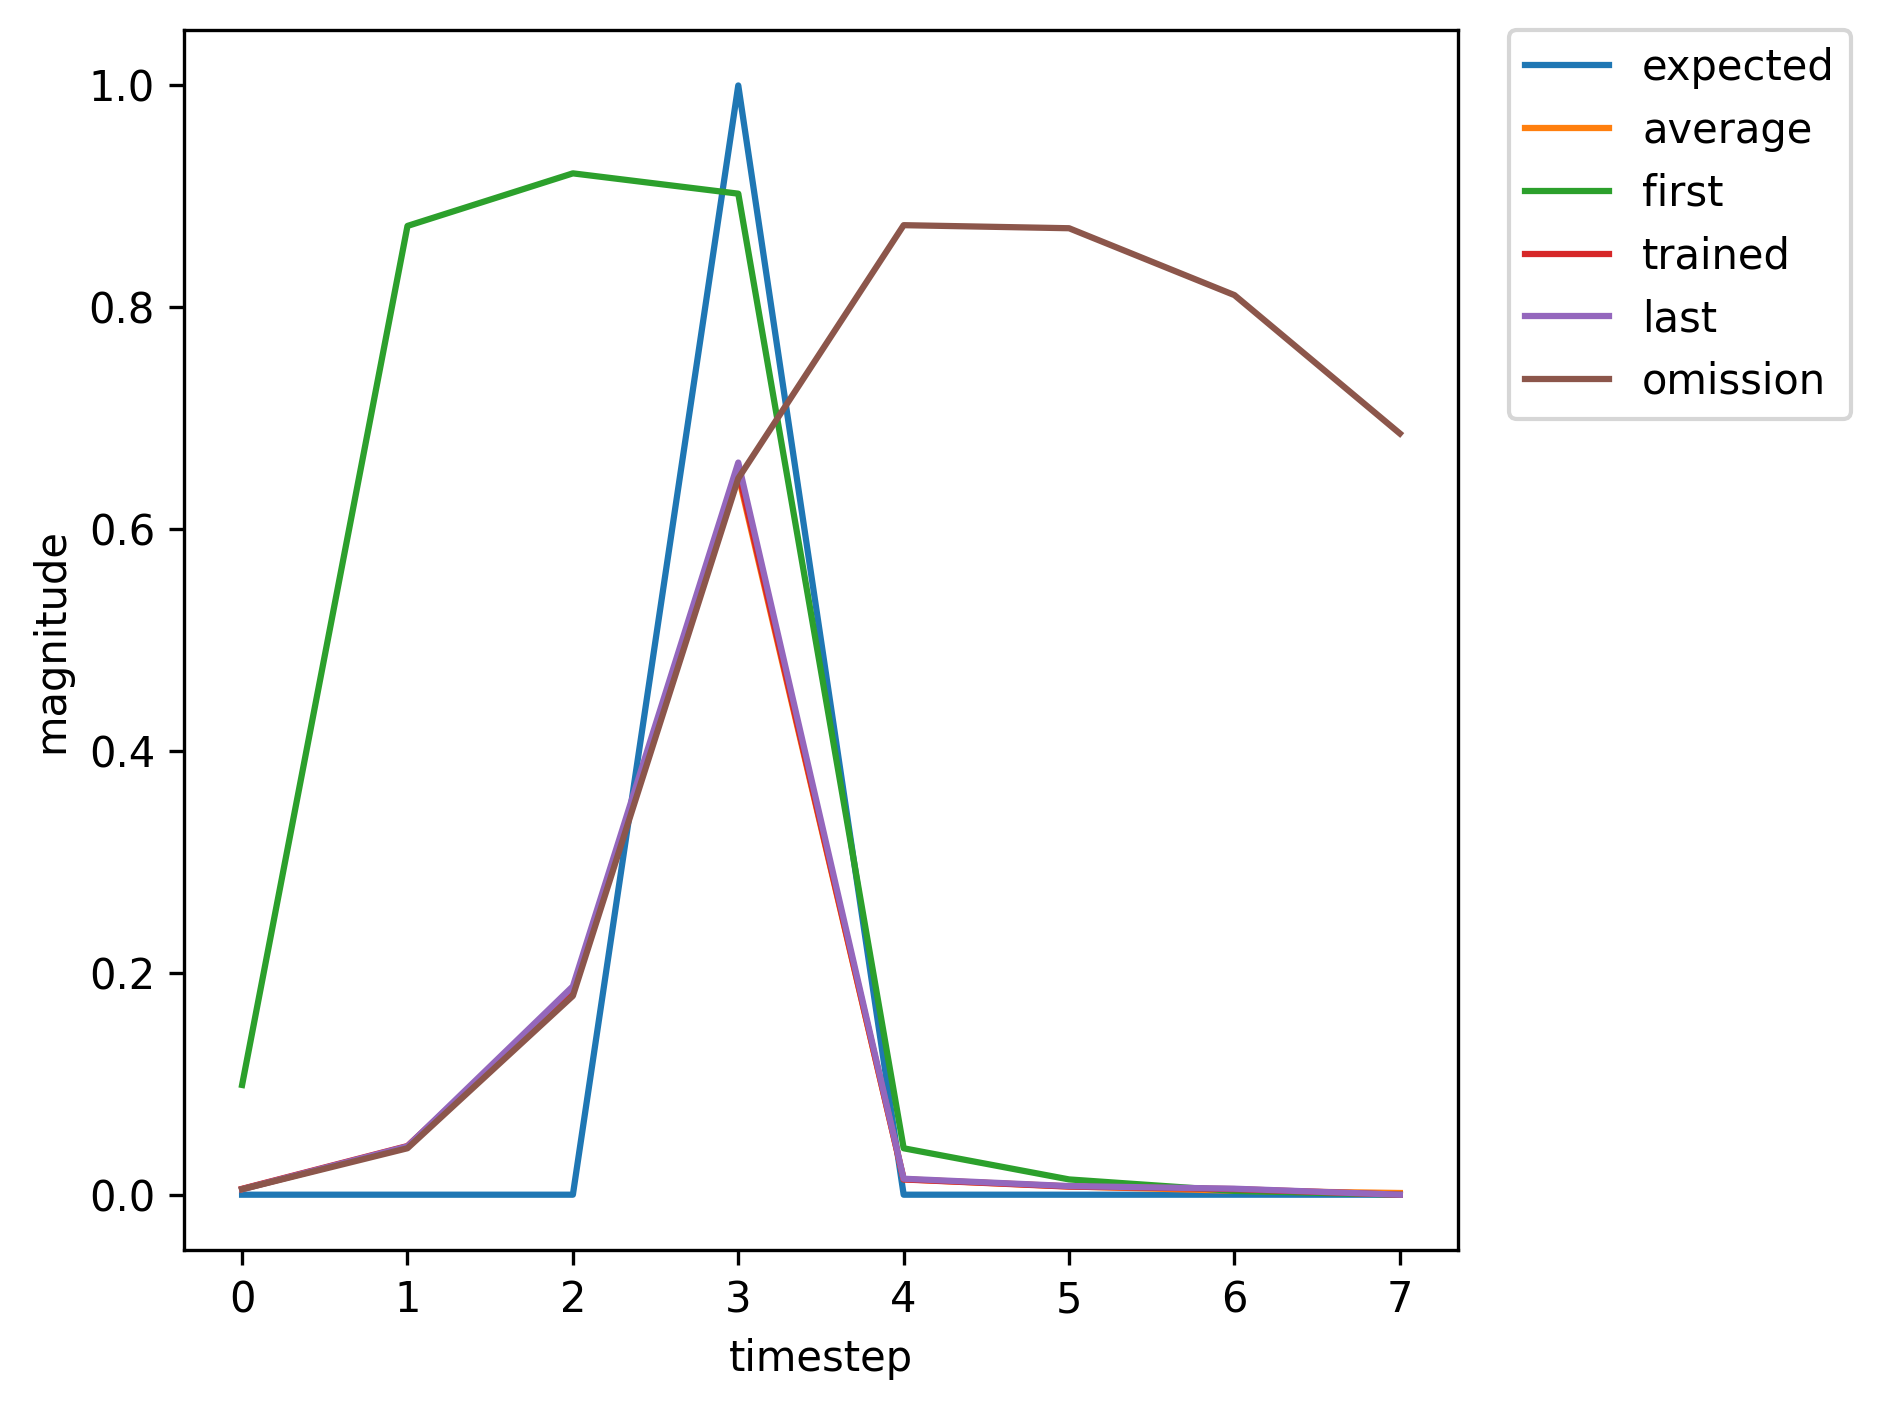 1.0
0.8
0.6
0.4
0.2
0.0
magnitude
0 1 2 3 4 5 6 7
timestep
expected
average
first
trained
last
omission